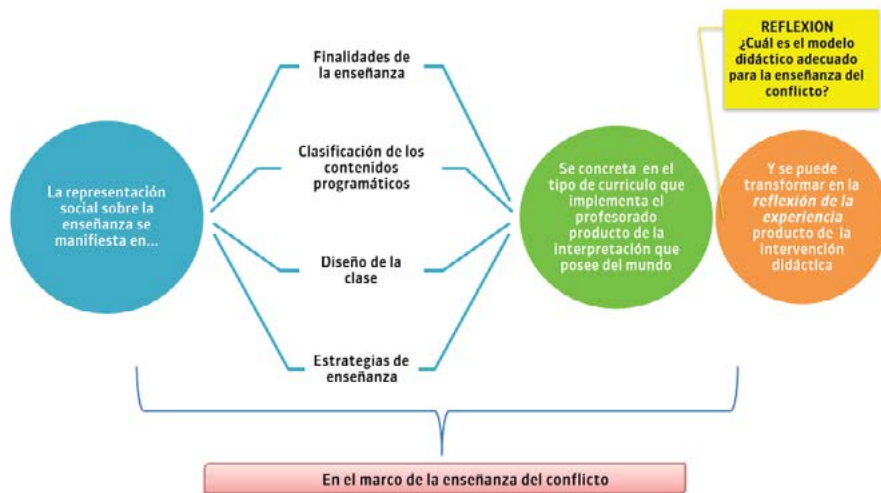 REFLEXION
¿Cuál es el modelo
didáctico adecuado
para la enseñanza del
conflicto?
Finalidades de
la enseñanza
Clasificación de los
contenidos
programáticos
Diseño de la
clase
Estrategias de
enseñanza
La representación
social sobre la
enseñanza se
manifiesta en...
Se concreta en el
tipo de currículo que
implementa el
profesorado
producto de la
interpretación que
posee del mundo
Y se puede
transformar en la
reflexión de la
experiencia
producto de la
intervención
didáctica
En el marco de la enseñanza del conflicto